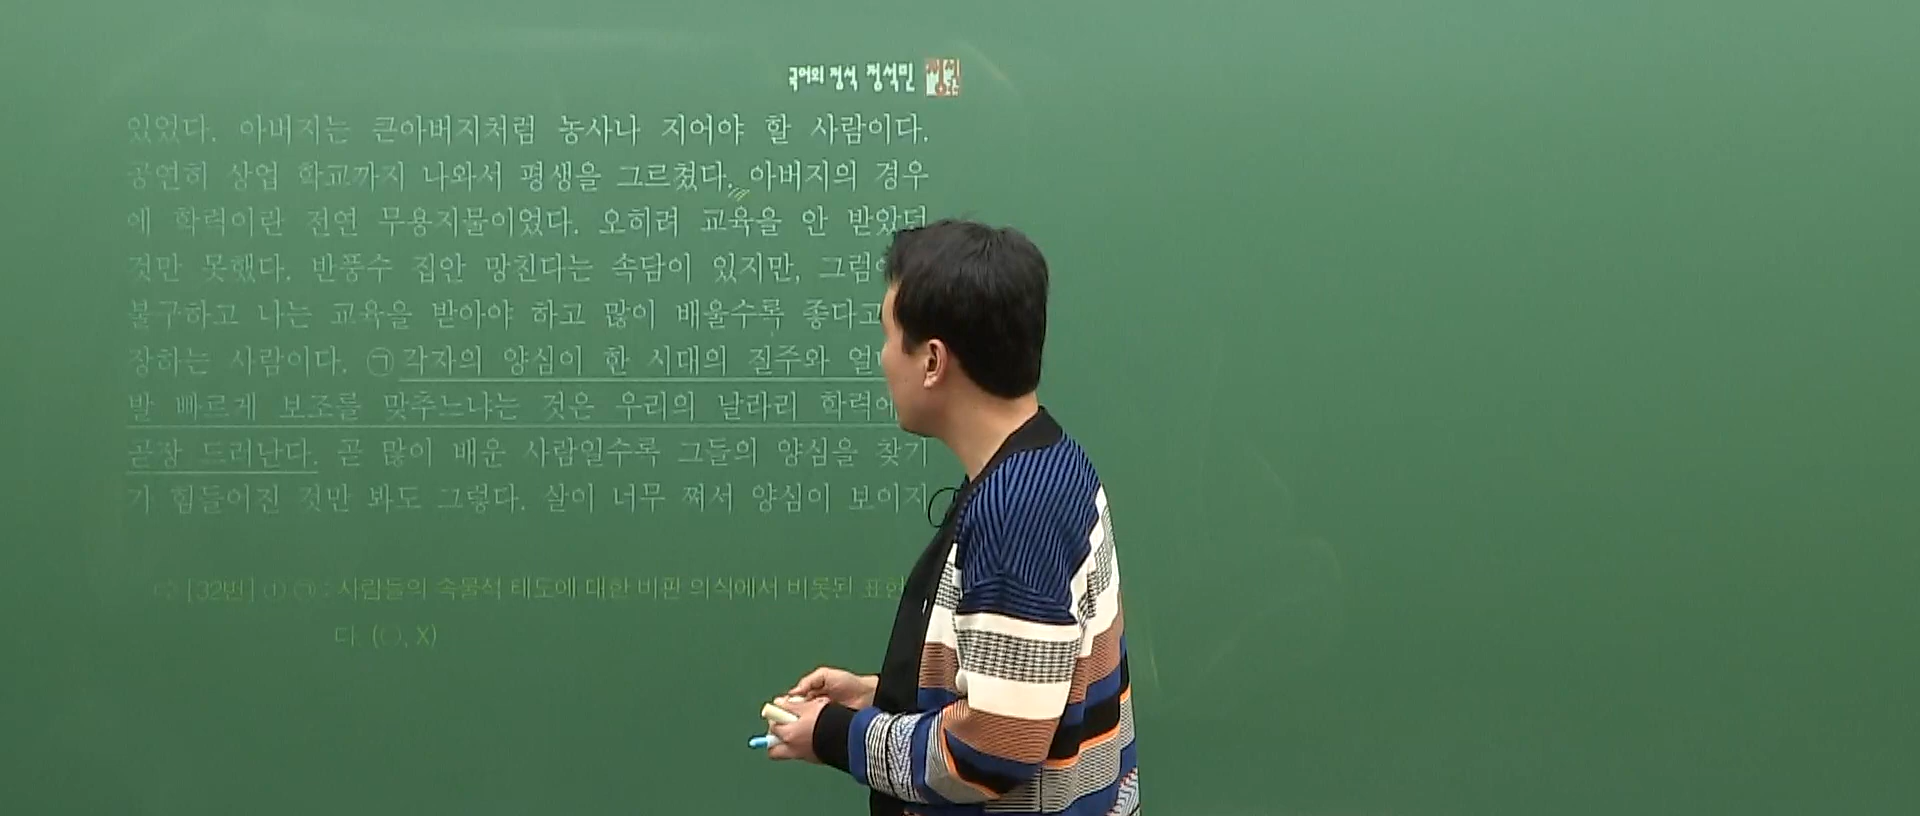 국어의 정석 정석민
있었다. 아버지는 큰아버지처럼 농사나 지어야 할 사람이다.
공연히 상업 학교까지 나와서 평생을 그르쳤다. 아버지의 경우
에 학력이란 전연 무용지물이었다. 오히려 교육을 안 받았던
것만 못했다. 반풍수 집안 망친다는 속담이 있지만, 그럼
불구하고 나는 교육을 받아야 하고 많이 배울수록 좋다고
장하는 사람이다. ㉠각자의 양심이 한 시대의 질주와 얼
발 빠르게 보조를 맞추느냐는 것은 우리의 날라리 학력에
곧장 드러난다. 곧 많이 배운 사람일수록 그들의 양심을 찾기
가 힘들어진 것만 봐도 그렇다. 살이 너무 쪄서 양심이 보이지
[32번] ① ㉠ : 사람들의 속물적 태도에 대한 비판 의식에서 비롯된 표현
다. (○, X)